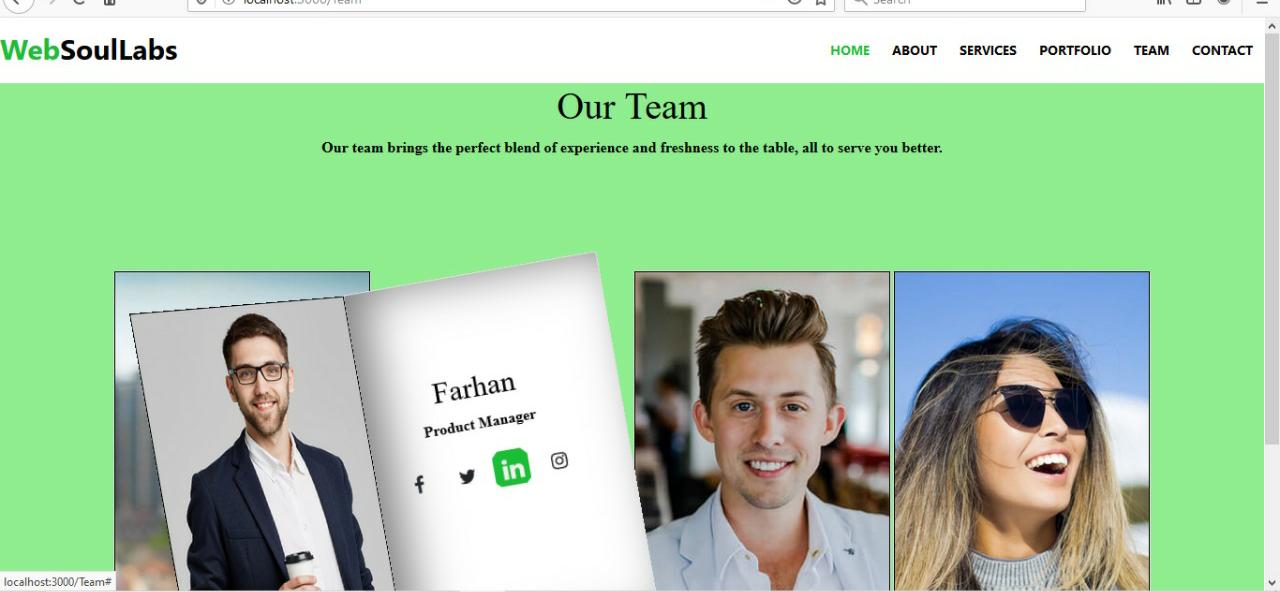 localhost:3000/Team
Search
WebSoulLabs
HOME ABOUT SERVICES PORTFOLIO TEAM CONTACT
Our Team
Our team brings the perfect blend of experience and freshness to the table, all to serve you better.
Farhan
Product Manager
in
localhost:3000/Team#